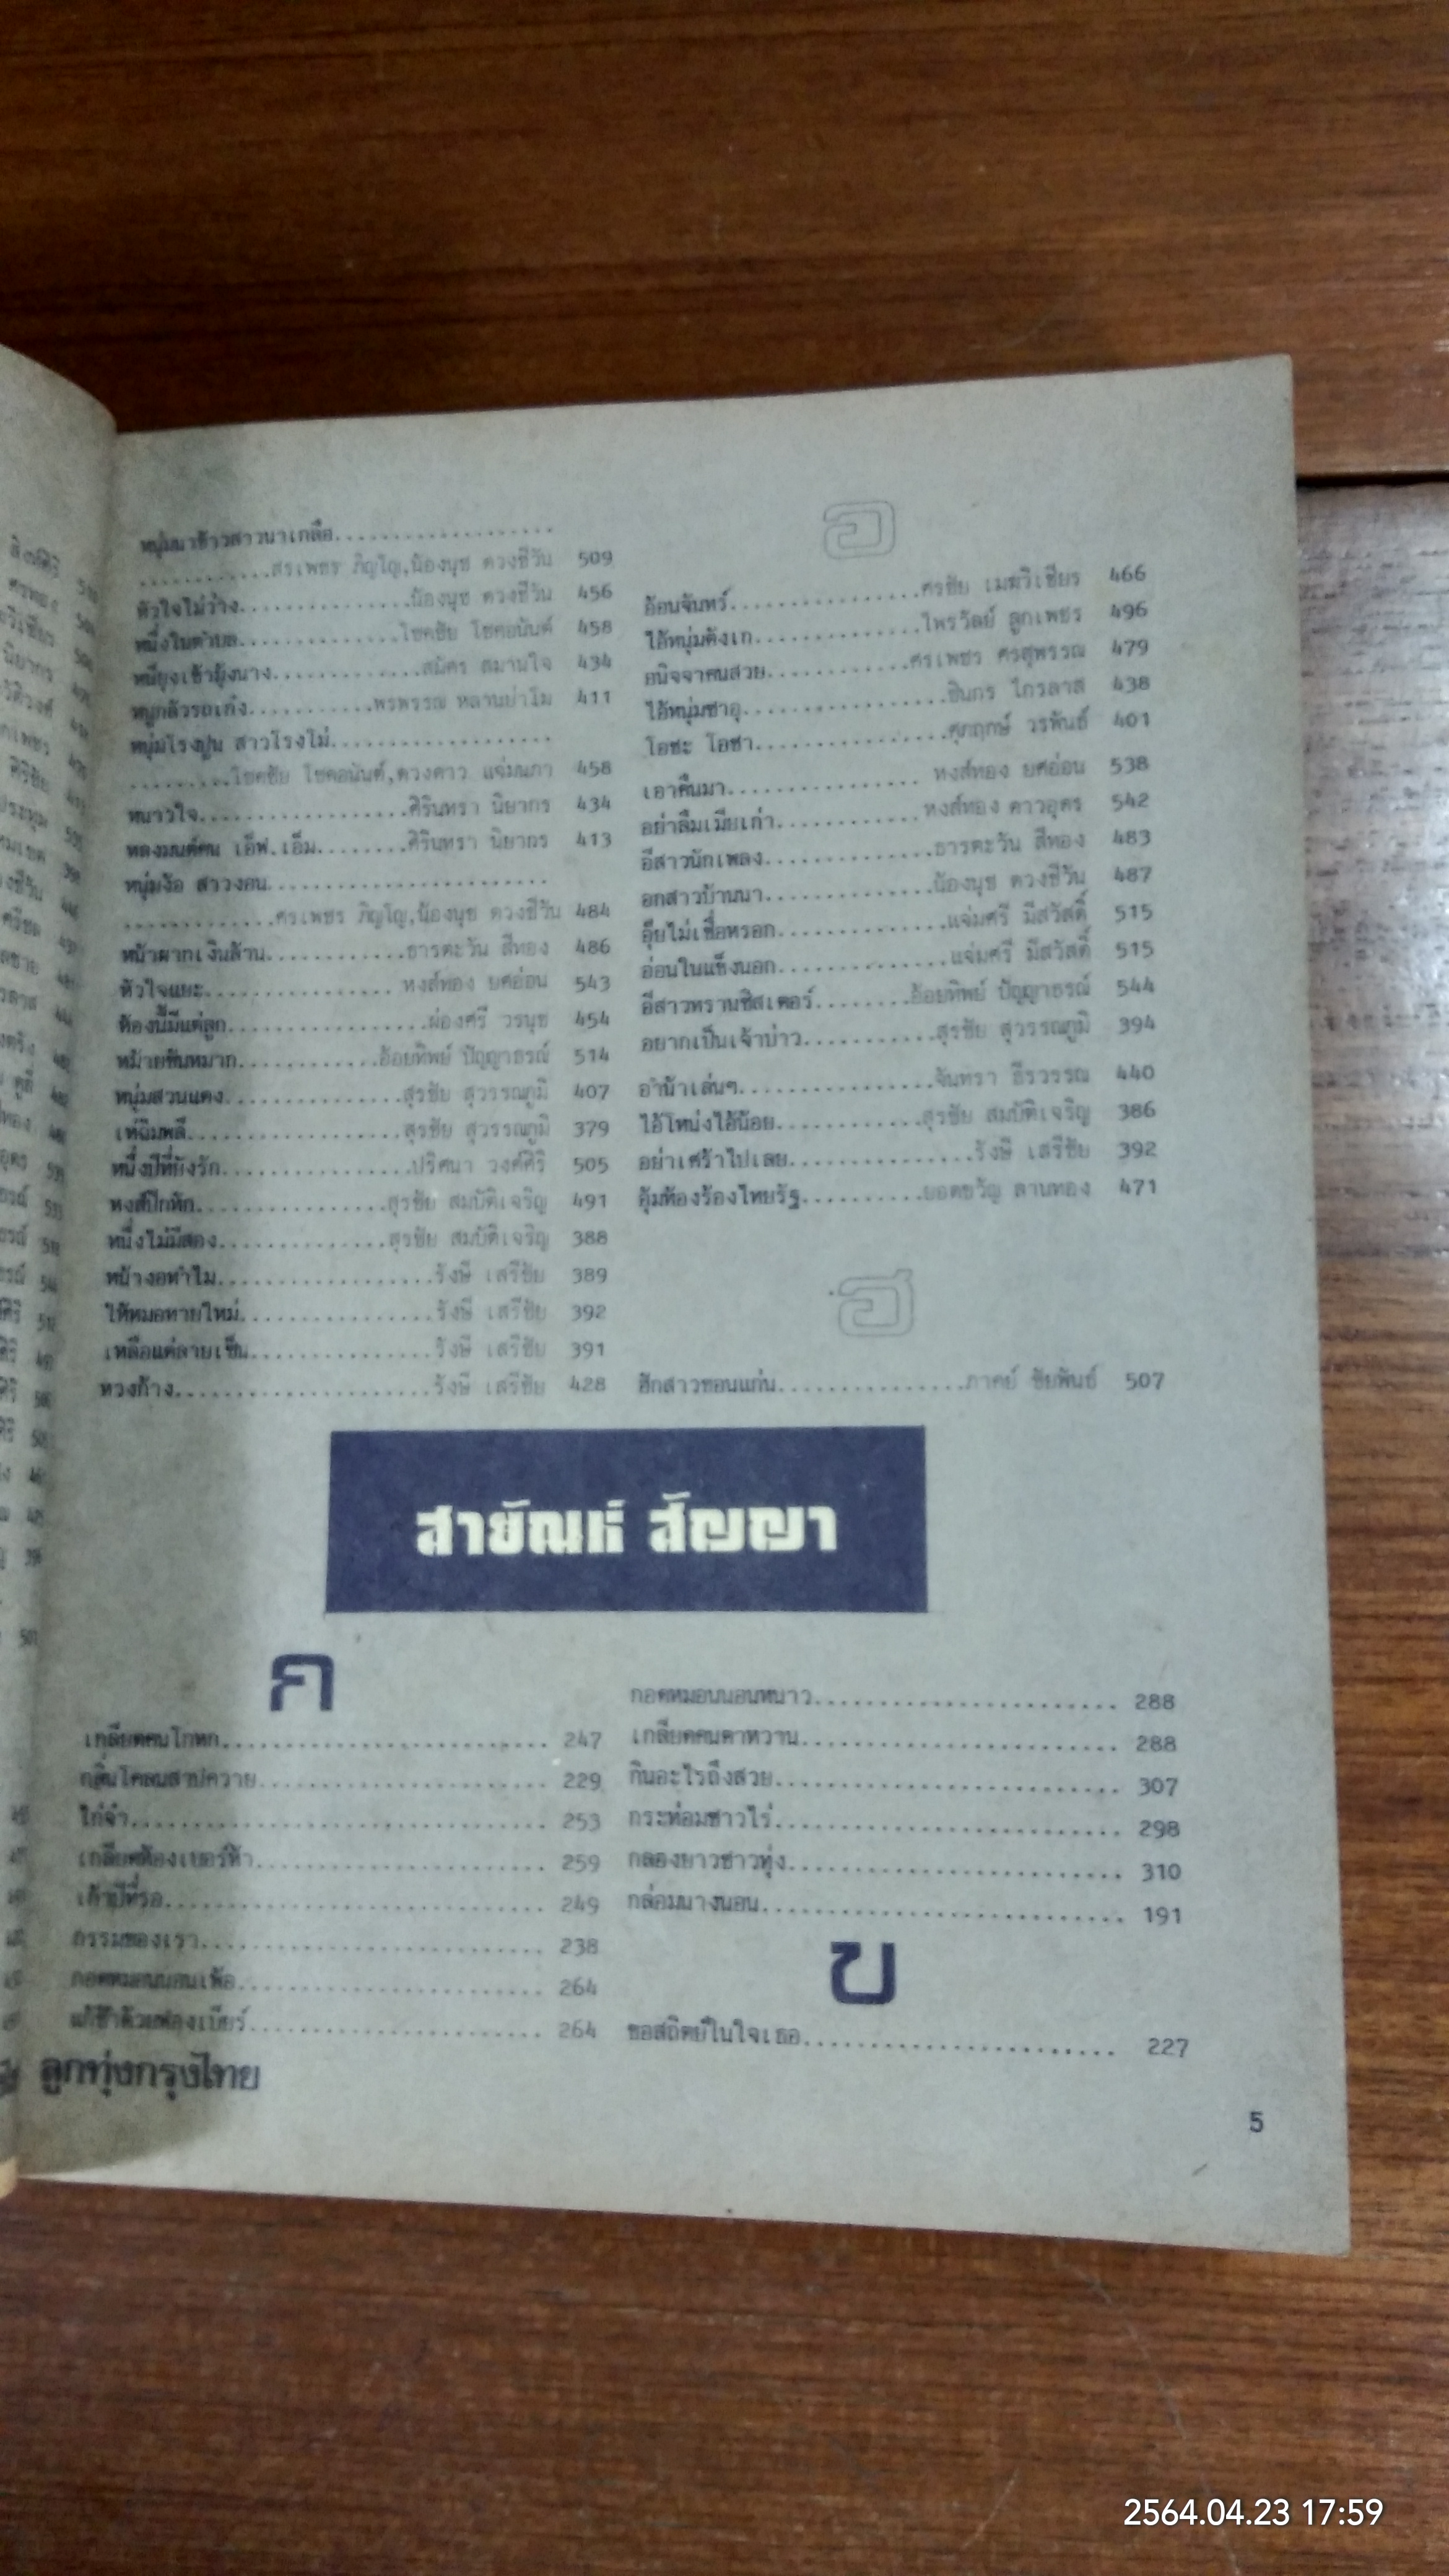 หนุ่มนาข้าวสาวนาเกลือ..................
............สรเพชร ภิญโญ,น้องนุช ดวงชีวัน 509
หัวใจไม่ว่าง..............น้องนุช ดวงชีวัน 456
หนึ่งในตำบล..............โชคชัย โชคอนันต์ 458
หมียุงเข้ามุ้งนาง............สมัคร สมานใจ 434
หนูกลัวรถเก๋ง............พรพรรณ หลานย่าโม 411
หนุ่มโรงปูน สาวโรงโม่..................
..........โชคชัย โชคอนันต์,ดวงดาว แจ่มนภา 458
หนาวใจ..................ศิรินทรา นิยากร 434
หลงมนต์คน เอ็ฟ.เอ็ม........ศิรินทรา นิยากร 413
หนุ่มง้อ สาวงอน......................
............ศรเพชร ภิญโญ,น้องนุช ดวงชีวัน 484
หน้าผากเงินล้าน............ธารตะวัน สีทอง 486
หัวใจแพะ................ หงส์ทอง ยศอ่อน 543
ห้องนี้มีแต่ลูก..................ผ่องศรี วรนุช 454
หม้ายขันหมาก............อ้อยทิพย์ ปัญญาธรณ์ 514
หนุ่มสวนแตง..............สุรชัย สุวรรณภูมิ 407
เห่ฉิมพลี..................สุรชัย สุวรรณภูมิ 379
หนึ่งปีที่ยังรัก................ปริศนา วงศ์ศิริ 505
หงส์ปีกหัก................สุรชัย สมบัติเจริญ 491
หนึ่งไม่มีสอง..............สุรชัย สมบัติเจริญ 388
หน้างอทำไม..................รังษี เสรีชัย 389
ให้หมอทายใหม่................รังษี เสรีชัย 392
เหลือแต่ลายเซ็น..............รังษี เสรีชัย 391
หวงก้าง....................รังษี เสรีชัย 428
อ
อ้อนจันทร์................ศรชัย เมฆวิเชียร 466
ไอ้หนุ่มตังเก..............ไพรวัลย์ ลูกเพชร 496
อนิจจาคนสวย............ศรเพชร ศรสุพรรณ 479
ไอ้หนุ่มซาอุ................ชินกร ไกรลาส 438
โอชะ โอชา................ศุภฤกษ์ วรพันธ์ 401
เอาคืนมา................ หงส์ทอง ยศอ่อน 538
อย่าลืมเมียเก่า............หงส์ทอง ดาวอุดร 542
อีสาวนักเพลง..............ธารตะวัน สีทอง 483
อกสาวบ้านนา..............น้องนุช ดวงชีวัน 487
อุ๊ยไม่เชื่อหรอก..............แจ่มศรี มีสวัสดิ์ 515
อ่อนในแข็งนอก..............แจ่มศรี มีสวัสดิ์ 515
อีสาวทรานซิสเตอร์........อ้อยทิพย์ ปัญญาธรณ์ 544
อยากเป็นเจ้าบ่าว............สุรชัย สุวรรณภูมิ 394
อำน้าเล่นๆ................จันทรา ธีรวรรณ 440
ไอ้โหน่งไอ้น้อย............สุรชัย สมบัติเจริญ 386
อย่าเศร้าไปเลย..............รังษี เสรีชัย 392
อุ้มท้องร้องไทยรัฐ..........ยอดขวัญ ลานทอง 471
ฮ
ฮักสาวขอนแก่น..............ภาคย์ ชัยพันธ์ 507
สายัณห์ สัญญา
ก
เกลียดคนโกหก.......................... 247
กลิ่นโคลนสาปควาย...................... 229
ไก่จ๋า................................ 253
เกลียดห้องเบอร์ห้า...................... 259
เก้าปีที่รอ............................ 249
กรรมของเรา.......................... 238
กอดหมอนนอนเพ้อ...................... 264
แก้ช้ำด้วยฟองเบียร์...................... 264
กอดหมอนนอนหนาว...................... 288
เกลียดคนตาหวาน...................... 288
กินอะไรถึงสวย........................ 307
กระท่อมชาวไร่........................ 298
กลองยาวชาวทุ่ง........................ 310
กล่อมนางนอน........................ 191
ข
ขอสถิตย์ในใจเธอ...................... 227
ลูกทุ่งกรุงไทย
5
2564.04.23 17:59